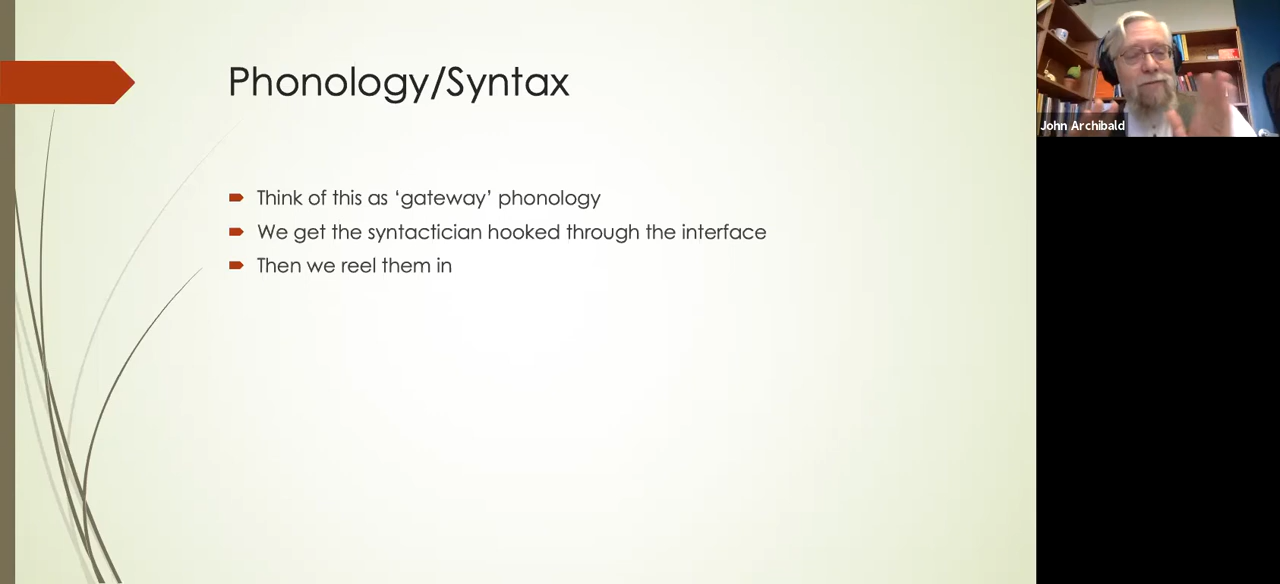 Phonology/Syntax
Think of this as ‘gateway’ phonology
We get the syntactician hooked through the interface
Then we reel them in
John Archibald